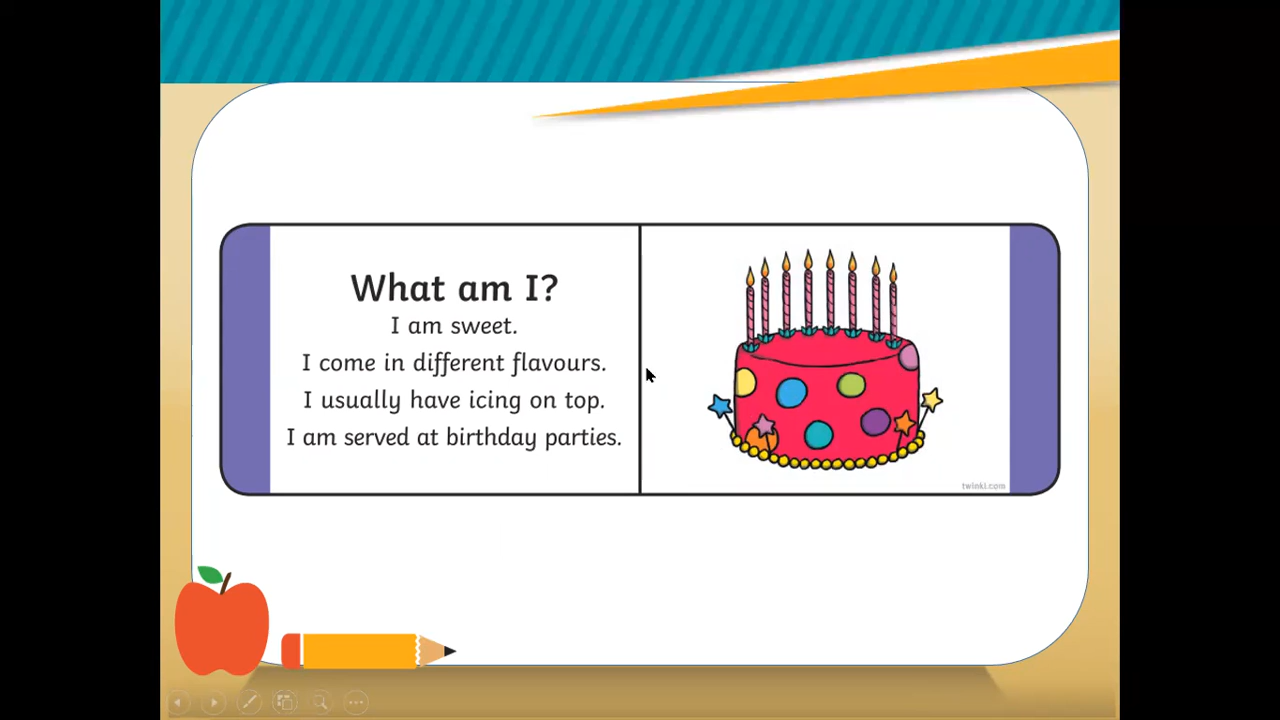 What am I?
I am sweet.
I come in different flavours.
I usually have icing on top.
I am served at birthday parties.
twinkl.com